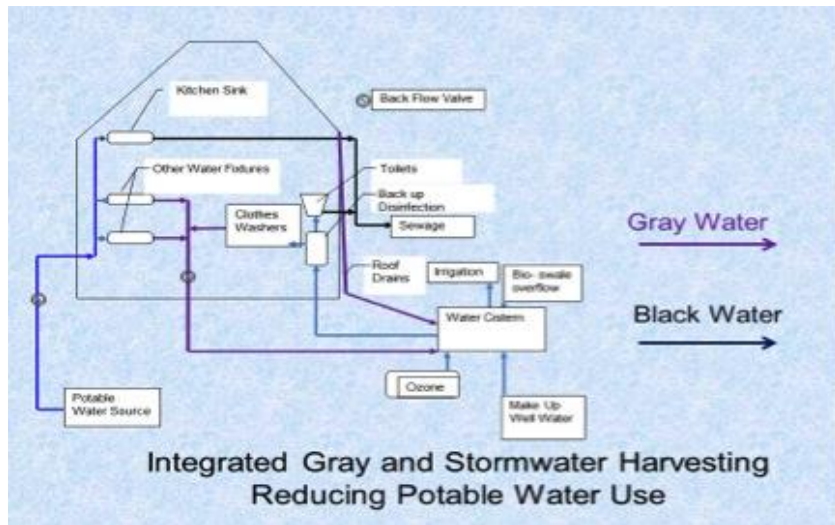 Kitchen Sink
Back Flow Valve
Other Water Fixtures
Toilets
Back up
Disinfection
Clothes
Washers
Sewage
Gray Water
Roof
Drains
Irrigation
Bio- swale
overflow
Black Water
Water Cistern
Ozone
Potable
Water Source
Make Up
Well Water
Integrated Gray and Stormwater Harvesting
Reducing Potable Water Use